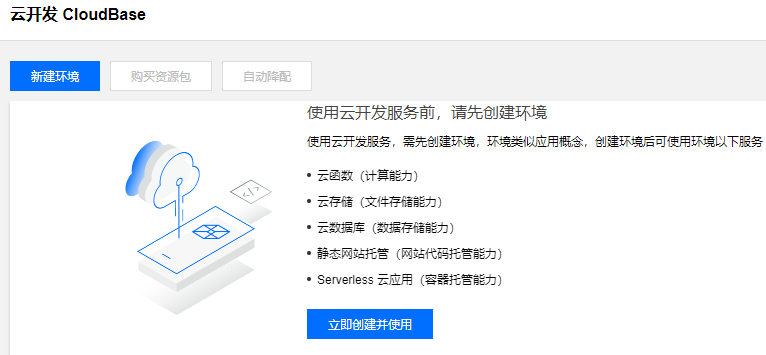 云开发 CloudBase
新建环境 购买资源包 自动降配
使用云开发服务前，请先创建环境
使用云开发服务，需先创建环境，环境类似应用概念，创建环境后可使用环境以下服务
• 云函数（计算能力）
• 云存储（文件存储能力）
• 云数据库（数据存储能力）
• 静态网站托管（网站代码托管能力）
• Serverless 云应用（容器托管能力）
</>
立即创建并使用